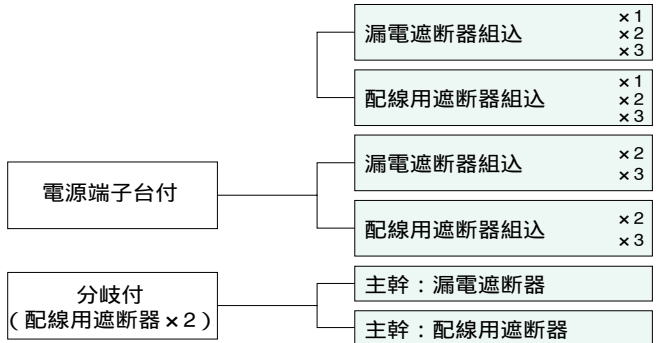 漏電遮断器組込
×1
×2
×3
配線用遮断器組込
×1
×2
×3
電源端子台付
漏電遮断器組込
×2
×3
配線用遮断器組込
×2
×3
分岐付
(配線用遮断器×2)
主幹:漏電遮断器
主幹:配線用遮断器